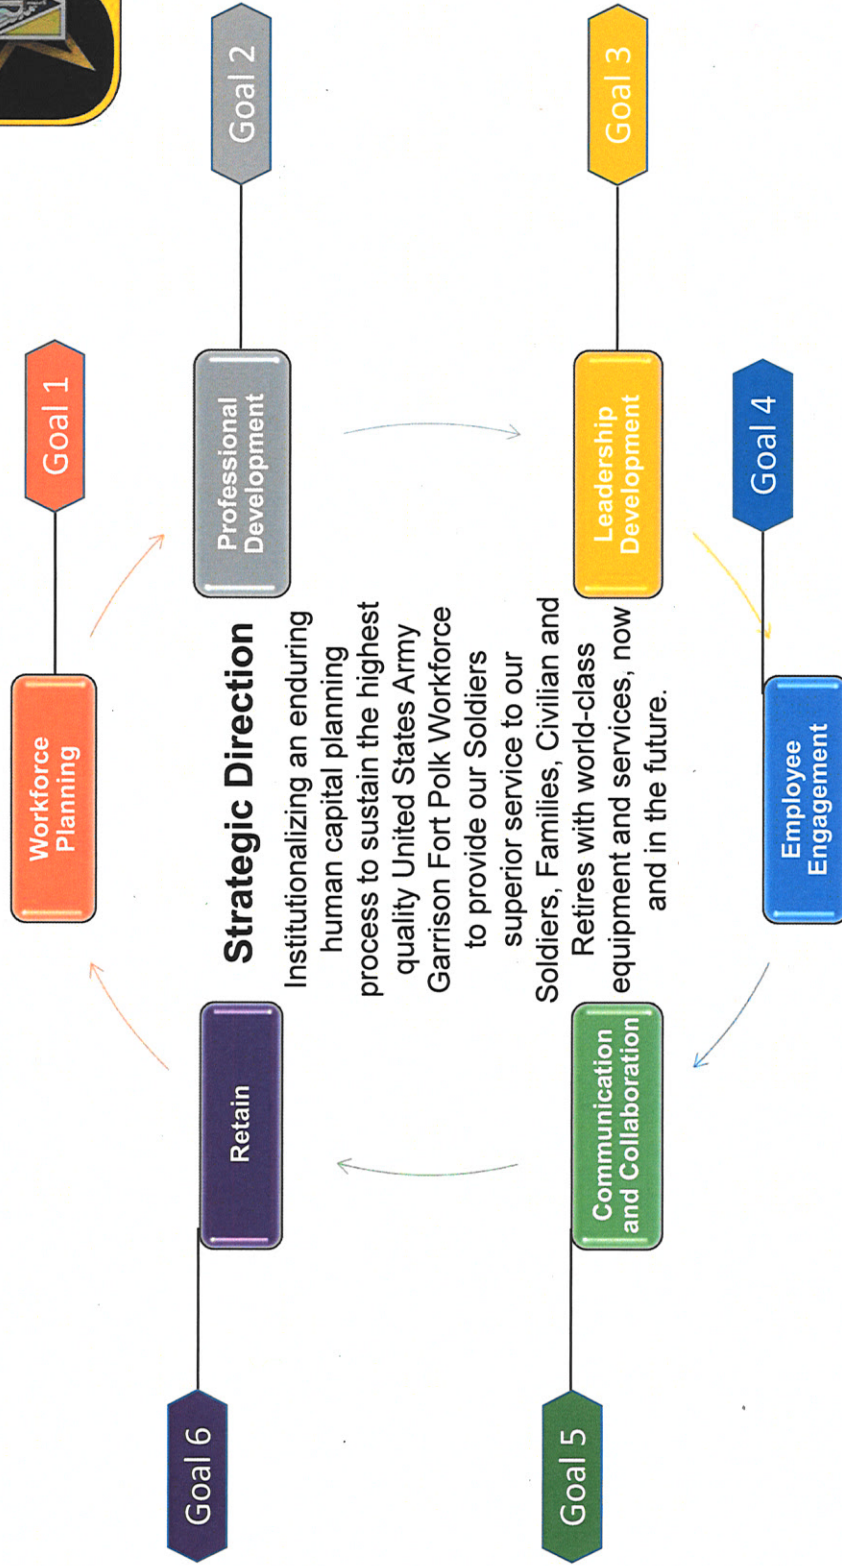 Workforce
Planning
Goal 1
Professional
Development
Goal 2
Leadership
Development
Goal 3
Employee
Engagement
Goal 4
Communication
and Collaboration
Goal 5
Retain
Goal 6
Strategic Direction
Institutionalizing an enduring
human capital planning
process to sustain the highest
quality United States Army
Garrison Fort Polk Workforce
to provide our Soldiers
superior service to our
Soldiers, Families, Civilian and
Retires with world-class
equipment and services, now
and in the future.